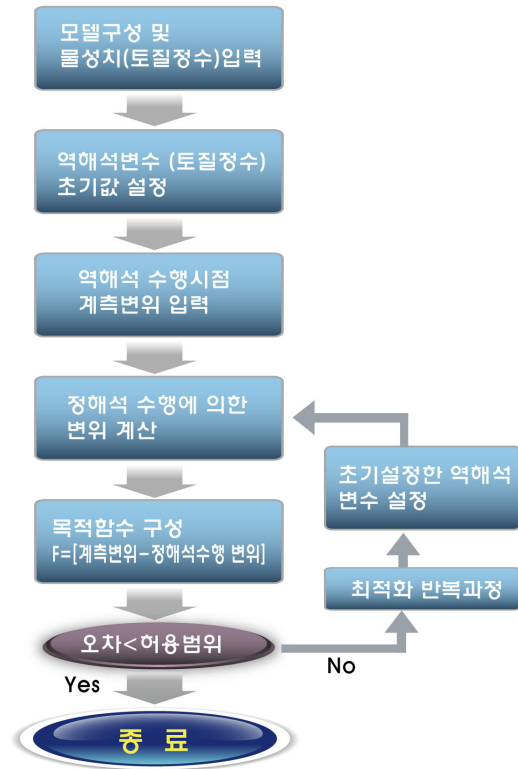 모델구성 및
물성치(토질정수)입력
역해석변수 (토질정수)
초기값 설정
역해석 수행시점
계측변위 입력
정해석 수행에 의한
변위 계산
초기설정한 역해석
변수 설정
목적함수 구성
F=[계측변위-정해석수행 변위]
최적화 반복과정
오차<허용범위
No
Yes
종 료